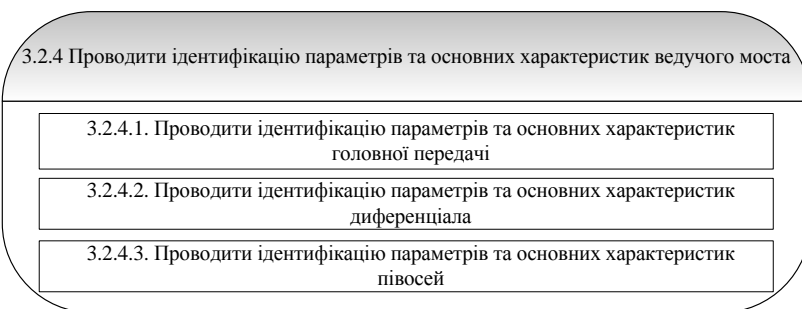 3.2.4 Проводити ідентифікацію параметрів та основних характеристик ведучого моста
3.2.4.1. Проводити ідентифікацію параметрів та основних характеристик
головної передачі
3.2.4.2. Проводити ідентифікацію параметрів та основних характеристик
диференціала
3.2.4.3. Проводити ідентифікацію параметрів та основних характеристик
півосей